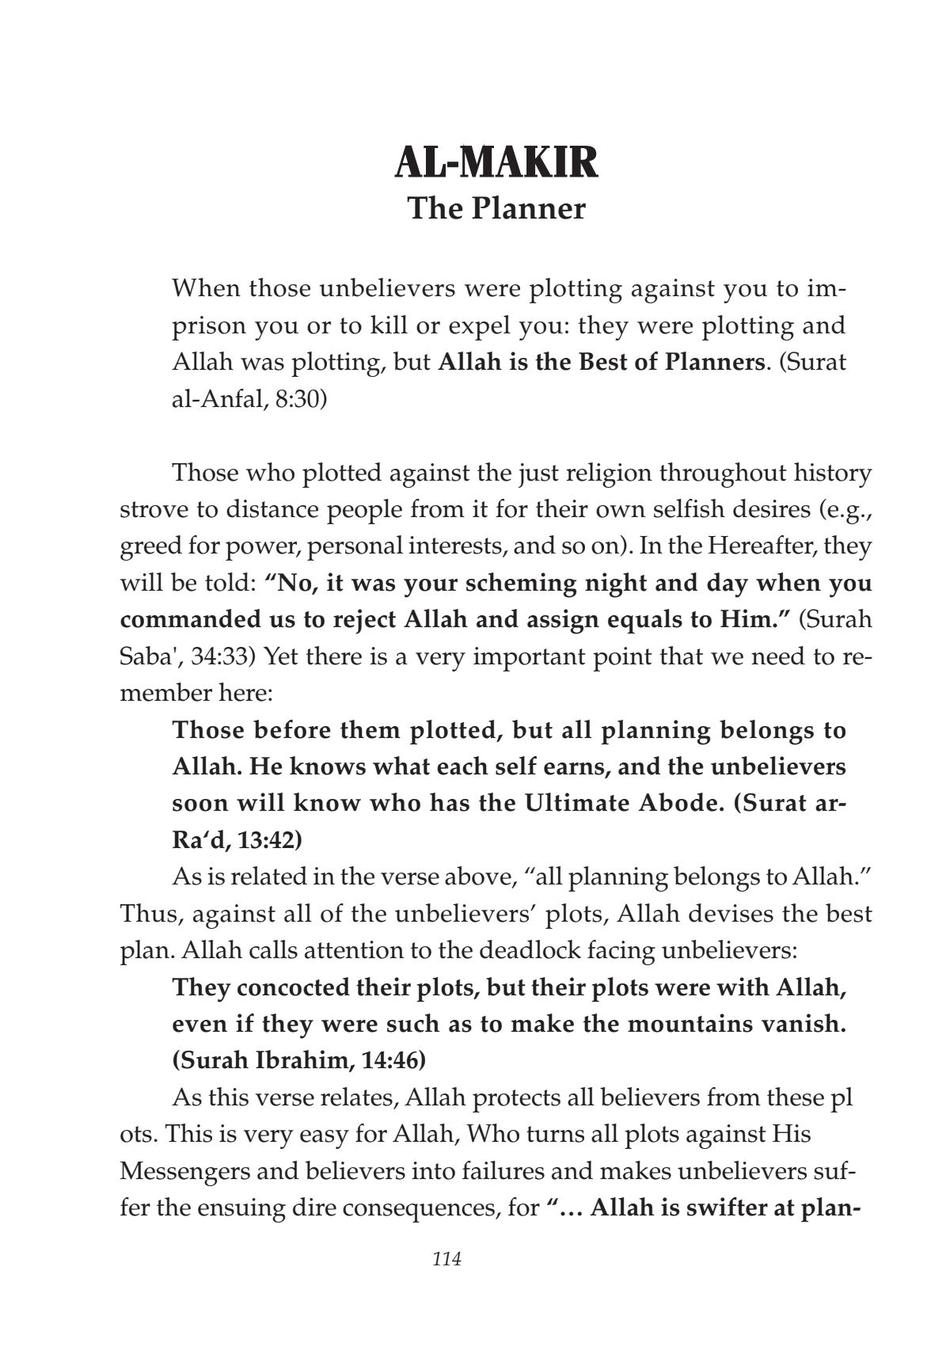 AL-MAKIR
The Planner
When those unbelievers were plotting against you to im-
prison you or to kill or expel you: they were plotting and
Allah was plotting, but Allah is the Best of Planners. (Surat
al-Anfal, 8:30)
Those who plotted against the just religion throughout history
strove to distance people from it for their own selfish desires (e.g.,
greed for power, personal interests, and so on). In the Hereafter, they
will be told: “No, it was your scheming night and day when you
commanded us to reject Allah and assign equals to Him.” (Surah
Saba', 34:33) Yet there is a very important point that we need to re-
member here:
Those before them plotted, but all planning belongs to
Allah. He knows what each self earns, and the unbelievers
soon will know who has the Ultimate Abode. (Surat ar-
Ra‘d, 13:42)
As is related in the verse above, “all planning belongs to Allah.”
Thus, against all of the unbelievers’ plots, Allah devises the best
plan. Allah calls attention to the deadlock facing unbelievers:
They concocted their plots, but their plots were with Allah,
even if they were such as to make the mountains vanish.
(Surah Ibrahim, 14:46)
As this verse relates, Allah protects all believers from these pl
ots. This is very easy for Allah, Who turns all plots against His
Messengers and believers into failures and makes unbelievers suf-
fer the ensuing dire consequences, for “… Allah is swifter at plan-
114